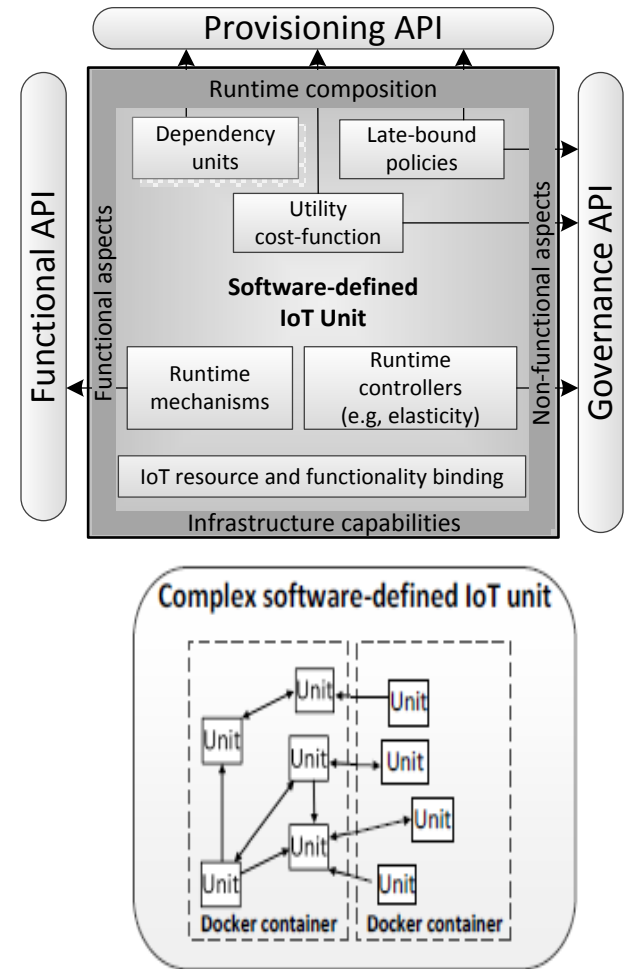 Provisioning API
Runtime composition
Dependency
units
Late-bound
policies
Utility
cost-function
Functional API
Functional aspects
Software-defined
IoT Unit
Non-functional aspects
Governance API
Runtime
mechanisms
Runtime
controllers
(e.g, elasticity)
IoT resource and functionality binding
Infrastructure capabilities
Complex software-defined IoT unit
Unit
Unit
Unit
Unit
Unit
Unit
Unit
Unit
Unit
Docker container
Docker container